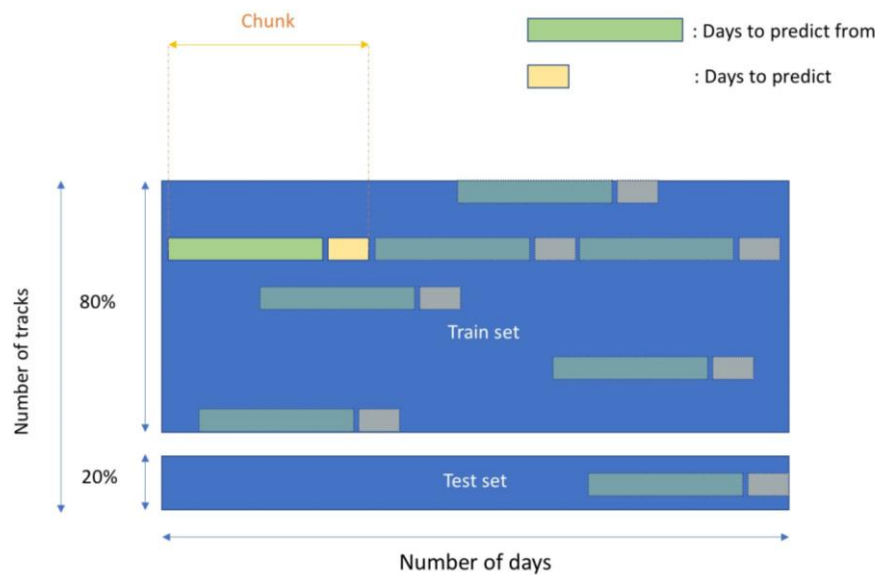 Chunk
: Days to predict from
: Days to predict
Number of tracks
80%
Train set
20%
Test set
Number of days